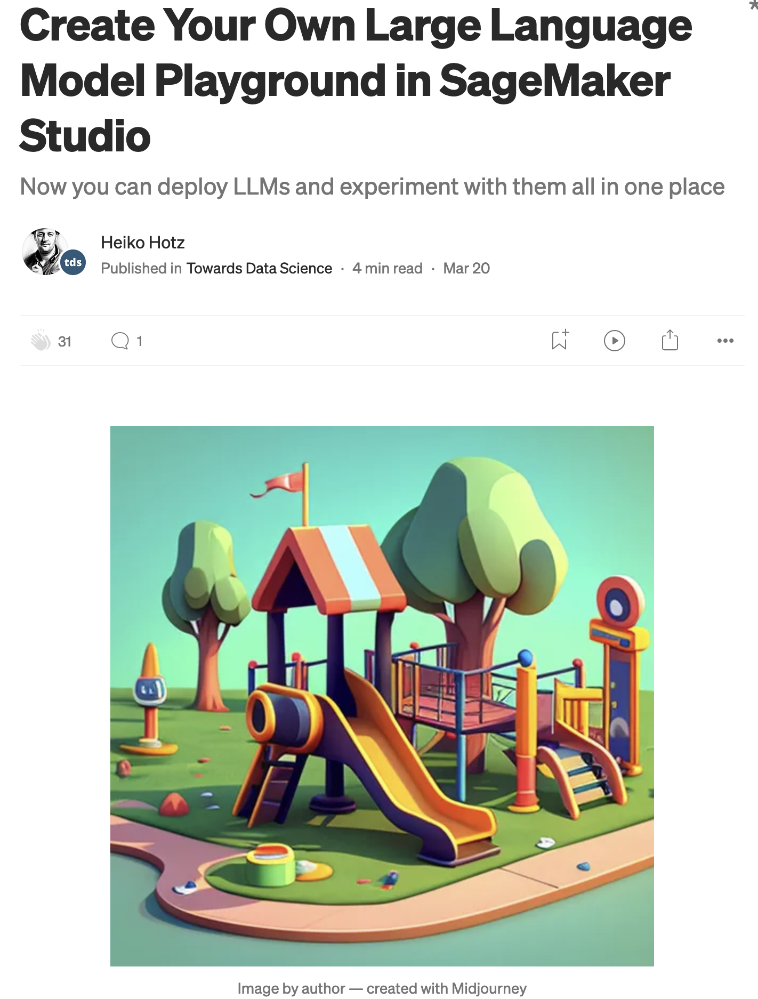 Create Your Own Large Language
Model Playground in SageMaker
Studio
Now you can deploy LLMs and experiment with them all in one place
Heiko Hotz
tds
Published in Towards Data Science · 4 min read · Mar 20
31 1
Image by author — created with Midjourney